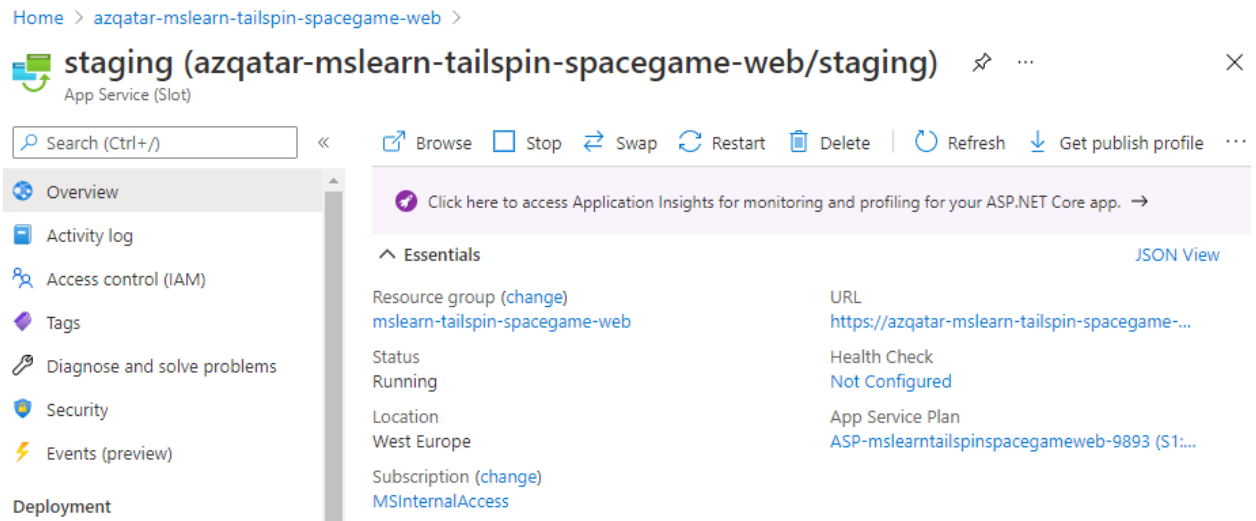 Home > azqatar-mslearn-tailspin-spacegame-web >
staging (azqatar-mslearn-tailspin-spacegame-web/staging) ...
App Service (Slot)
Search (Ctrl+/)
Browse Stop Swap Restart Delete Refresh Get publish profile ...
Overview
Activity log
Access control (IAM)
Tags
Diagnose and solve problems
Security
Events (preview)
Deployment
Click here to access Application Insights for monitoring and profiling for your ASP.NET Core app. →
Essentials JSON View
Resource group (change)
mslearn-tailspin-spacegame-web
Status
Running
Location
West Europe
Subscription (change)
MSInternalAccess
URL
https://azqatar-mslearn-tailspin-spacegame-...
Health Check
Not Configured
App Service Plan
ASP-mslearntailspinspacegameweb-9893 (S1:...